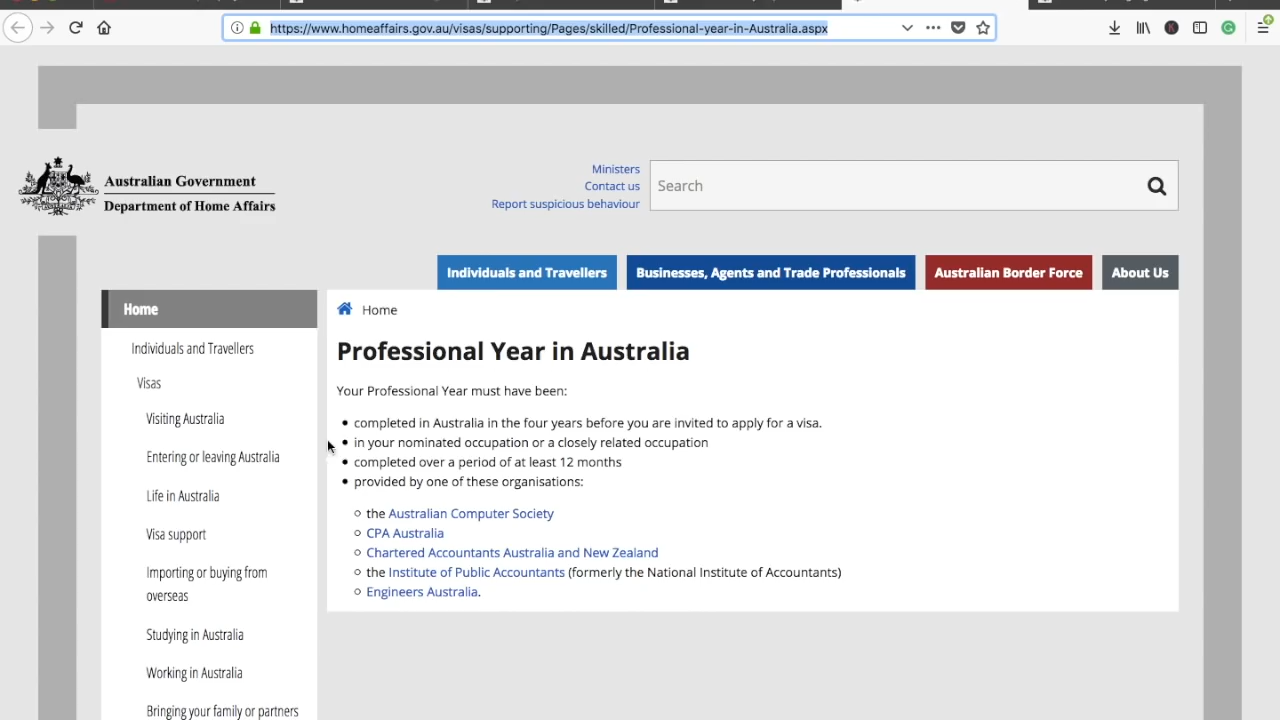 https://www.homeaffairs.gov.au/visas/supporting/Pages/skilled/Professional-year-in-Australia.aspx
Australian Government
Department of Home Affairs
Ministers
Contact us
Report suspicious behaviour
Search
Individuals and Travellers
Businesses, Agents and Trade Professionals
Australian Border Force
About Us
Home
Individuals and Travellers
Visas
Visiting Australia
Entering or leaving Australia
Life in Australia
Visa support
Importing or buying from
overseas
Studying in Australia
Working in Australia
Bringing your family or partners
Home
Professional Year in Australia
Your Professional Year must have been:
completed in Australia in the four years before you are invited to apply for a visa.
in your nominated occupation or a closely related occupation
completed over a period of at least 12 months
provided by one of these organisations:
the Australian Computer Society
CPA Australia
Chartered Accountants Australia and New Zealand
the Institute of Public Accountants (formerly the National Institute of Accountants)
Engineers Australia.